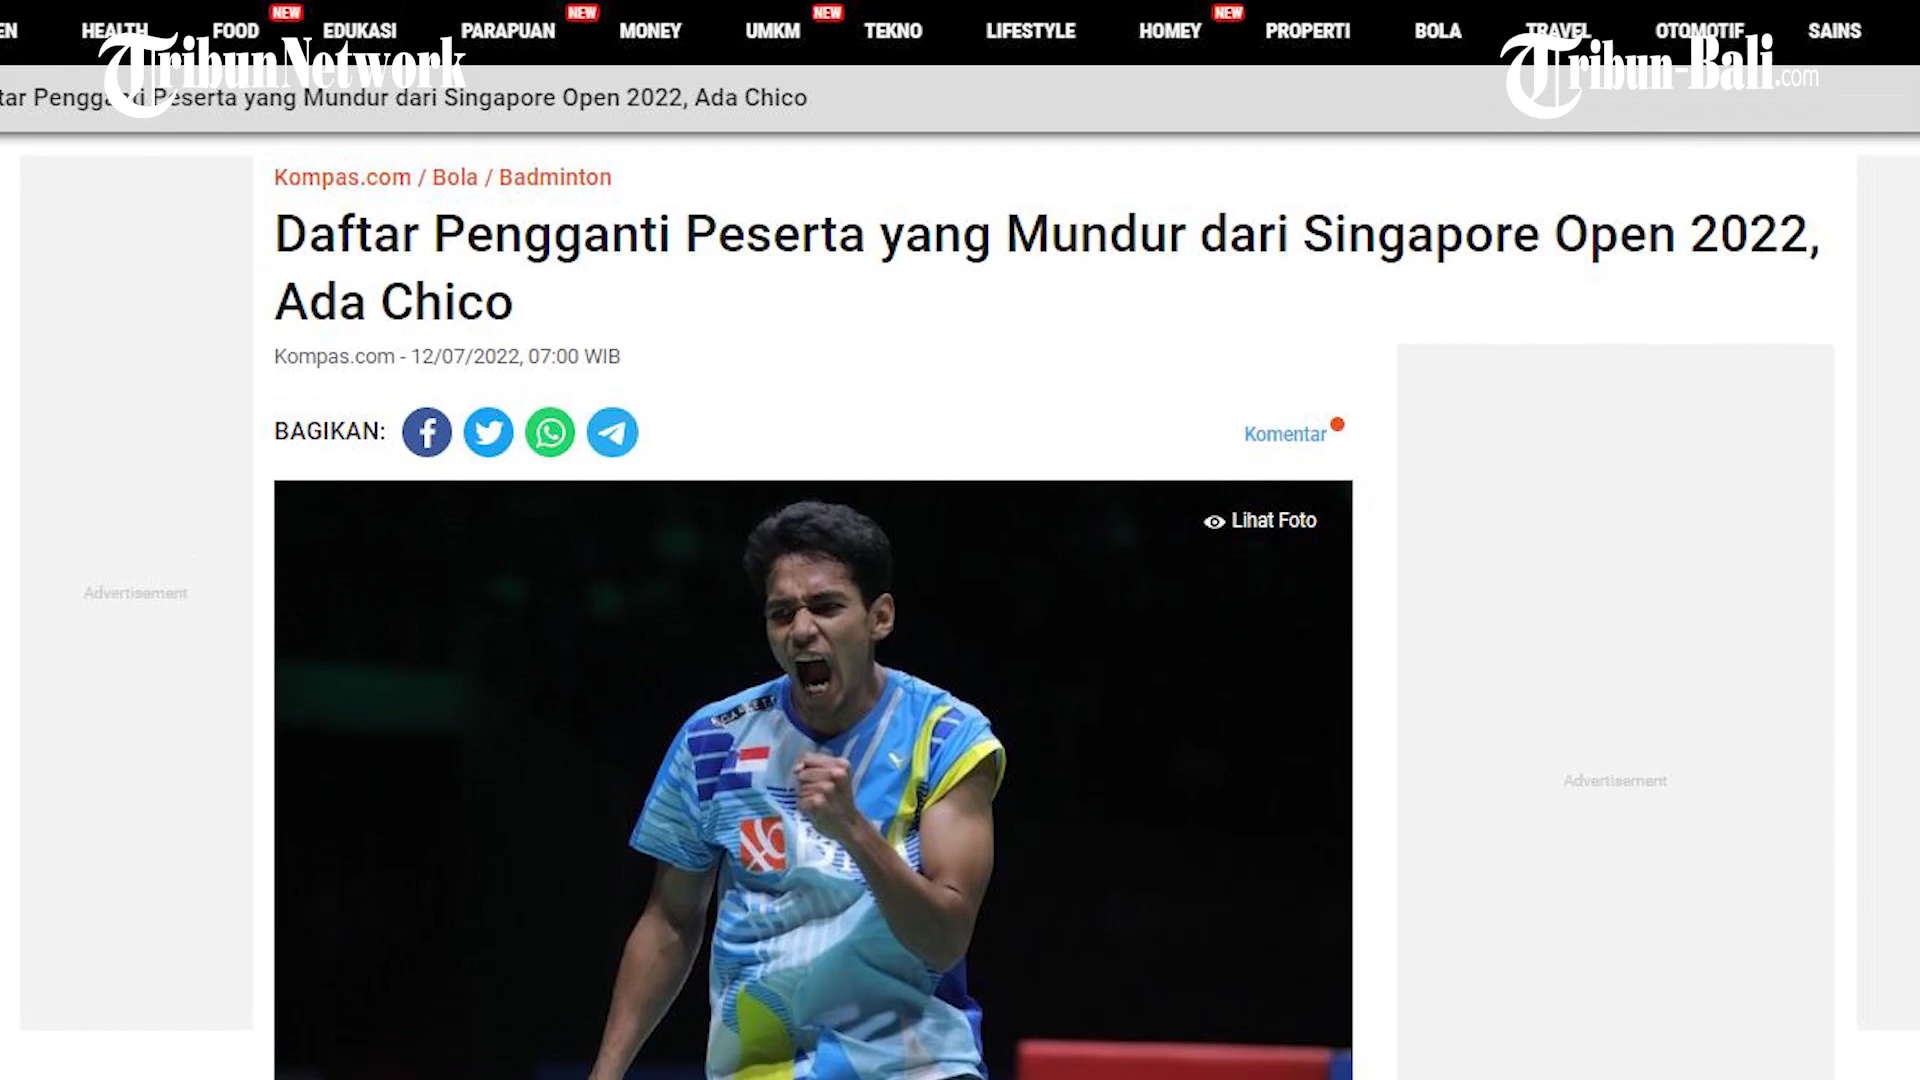 EN HEALTH FOOD NEW EDUKASI PARAPUAN NEW MONEY UMKM NEW TEKNO LIFESTYLE HOMEY NEW PROPERTI BOLA TRAVEL OTOMOTIF SAINS
TribunNetwork
Tribun-Bali.com
tar Pengganti Peserta yang Mundur dari Singapore Open 2022, Ada Chico
Kompas.com / Bola / Badminton
Daftar Pengganti Peserta yang Mundur dari Singapore Open 2022,
Ada Chico
Kompas.com - 12/07/2022, 07:00 WIB
BAGIKAN:
Komentar
Lihat Foto
Advertisement
Advertisement